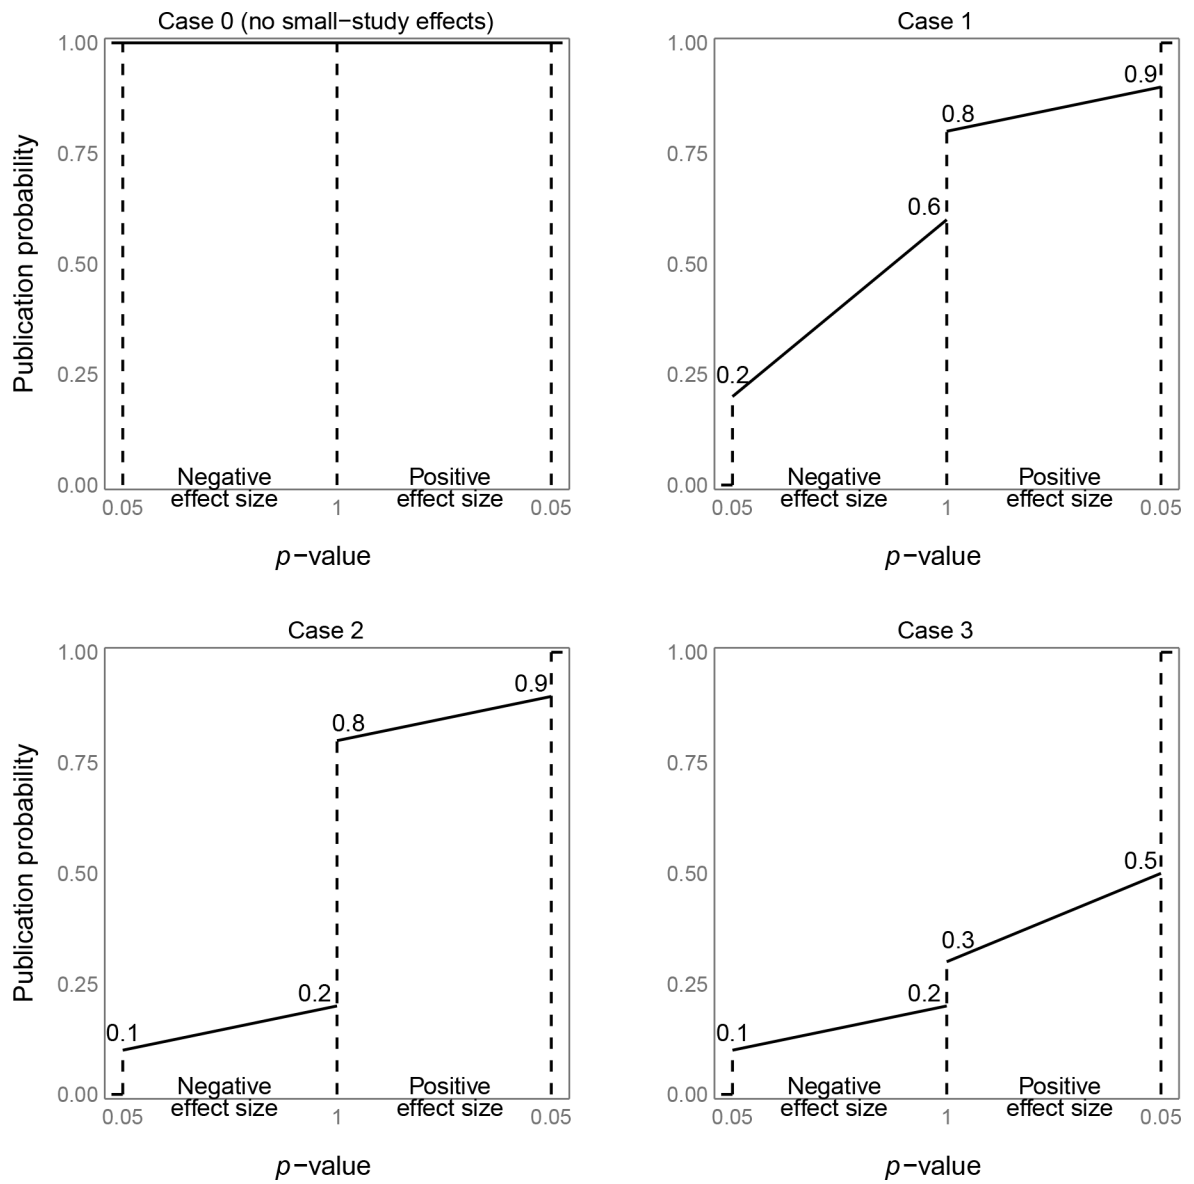 Case 0 (no small−study effects)
Publication probability
1.00
0.75
0.50
0.25
0.00
Negative
effect size
Positive
effect size
0.05
1
0.05
p−value
Case 1
1.00
0.75
0.50
0.25
0.00
0.2
0.6
0.8
0.9
Negative
effect size
Positive
effect size
0.05
1
0.05
p−value
Case 2
Publication probability
1.00
0.75
0.50
0.25
0.00
0.1
0.2
0.8
0.9
Negative
effect size
Positive
effect size
0.05
1
0.05
p−value
Case 3
1.00
0.75
0.50
0.25
0.00
0.1
0.2
0.3
0.5
Negative
effect size
Positive
effect size
0.05
1
0.05
p−value